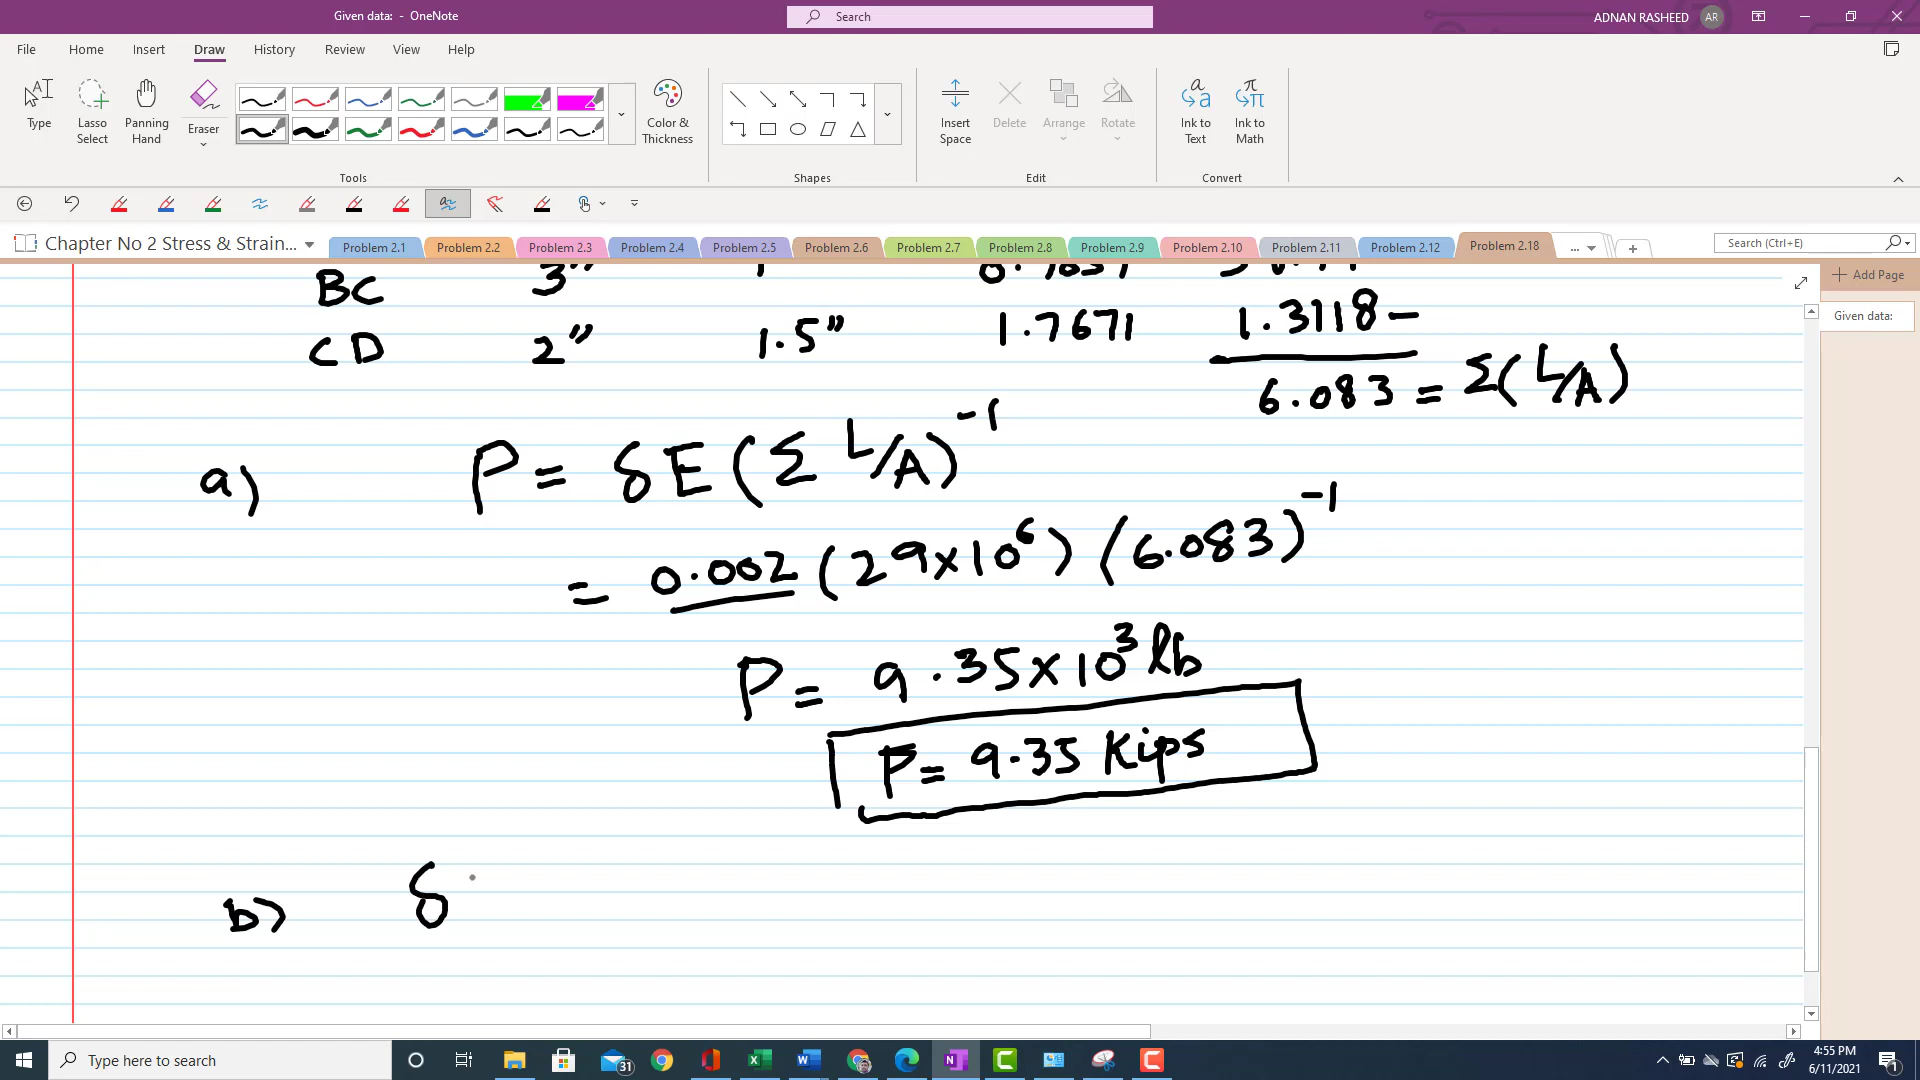 Given data: - OneNote
Search
ADNAN RASHEED AR
File Home Insert Draw History Review View Help
Type Lasso Select Panning Hand Eraser Color & Thickness Insert Space Delete Arrange Rotate Ink to Text Ink to Math
Tools Shapes Edit Convert
Chapter No 2 Stress & Strain... Problem 2.1 Problem 2.2 Problem 2.3 Problem 2.4 Problem 2.5 Problem 2.6 Problem 2.7 Problem 2.8 Problem 2.9 Problem 2.10 Problem 2.11 Problem 2.12 Problem 2.18 ... Search (Ctrl+E)
Add Page
Given data:
BC 3"
CD 2" 1.5" 1.7671 1.3118
6.083 = Σ(L/A)
a) P = δE(Σ L/A)⁻¹
= 0.002 (29x10⁶) (6.083)⁻¹
P = 9.35x10³ lb
P = 9.35 Kips
b) δ
Type here to search
31
4:55 PM
6/11/2021
1